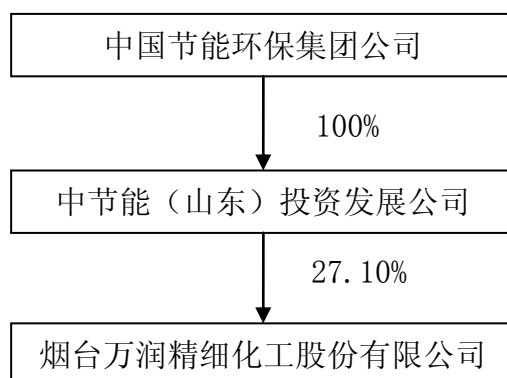 中国节能环保集团公司
100%
中节能（山东）投资发展公司
27.10%
烟台万润精细化工股份有限公司